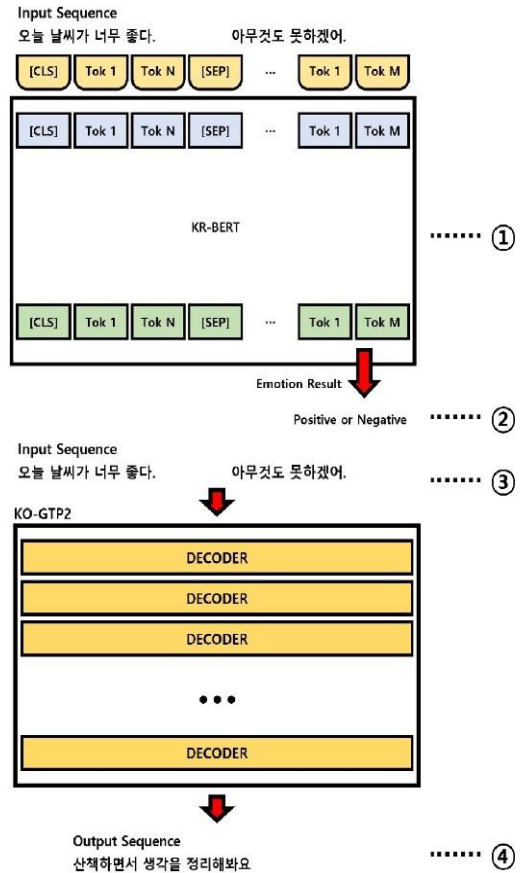 Input Sequence
오늘 날씨가 너무 좋다. 아무것도 못하겠어.
[CLS] Tok 1 Tok N [SEP] ... Tok 1 Tok M
[CLS] Tok 1 Tok N [SEP] ... Tok 1 Tok M
KR-BERT ....... ①
[CLS] Tok 1 Tok N [SEP] ... Tok 1 Tok M
Emotion Result
Positive or Negative ....... ②
Input Sequence
오늘 날씨가 너무 좋다. 아무것도 못하겠어. ....... ③
KO-GTP2
DECODER
DECODER
DECODER
...
DECODER
Output Sequence
산책하면서 생각을 정리해봐요 ....... ④